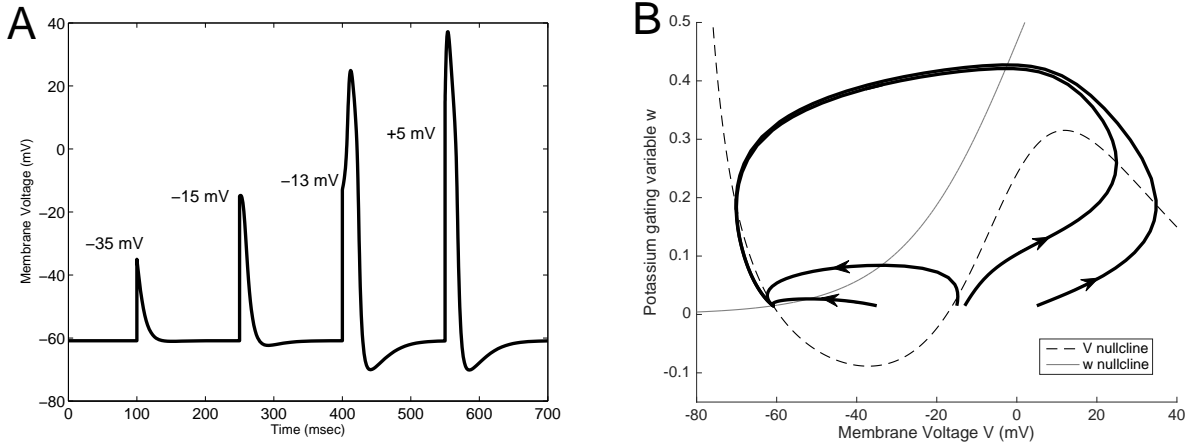 A
Membrane Voltage (mV)
40
20
0
−20
−40
−60
−80
−35 mV
−15 mV
−13 mV
+5 mV
0 100 200 300 400 500 600 700
Time (msec)
B
Potassium gating variable w
0.5
0.4
0.3
0.2
0.1
0
-0.1
V nullcline
w nullcline
-80 -60 -40 -20 0 20 40
Membrane Voltage V (mV)